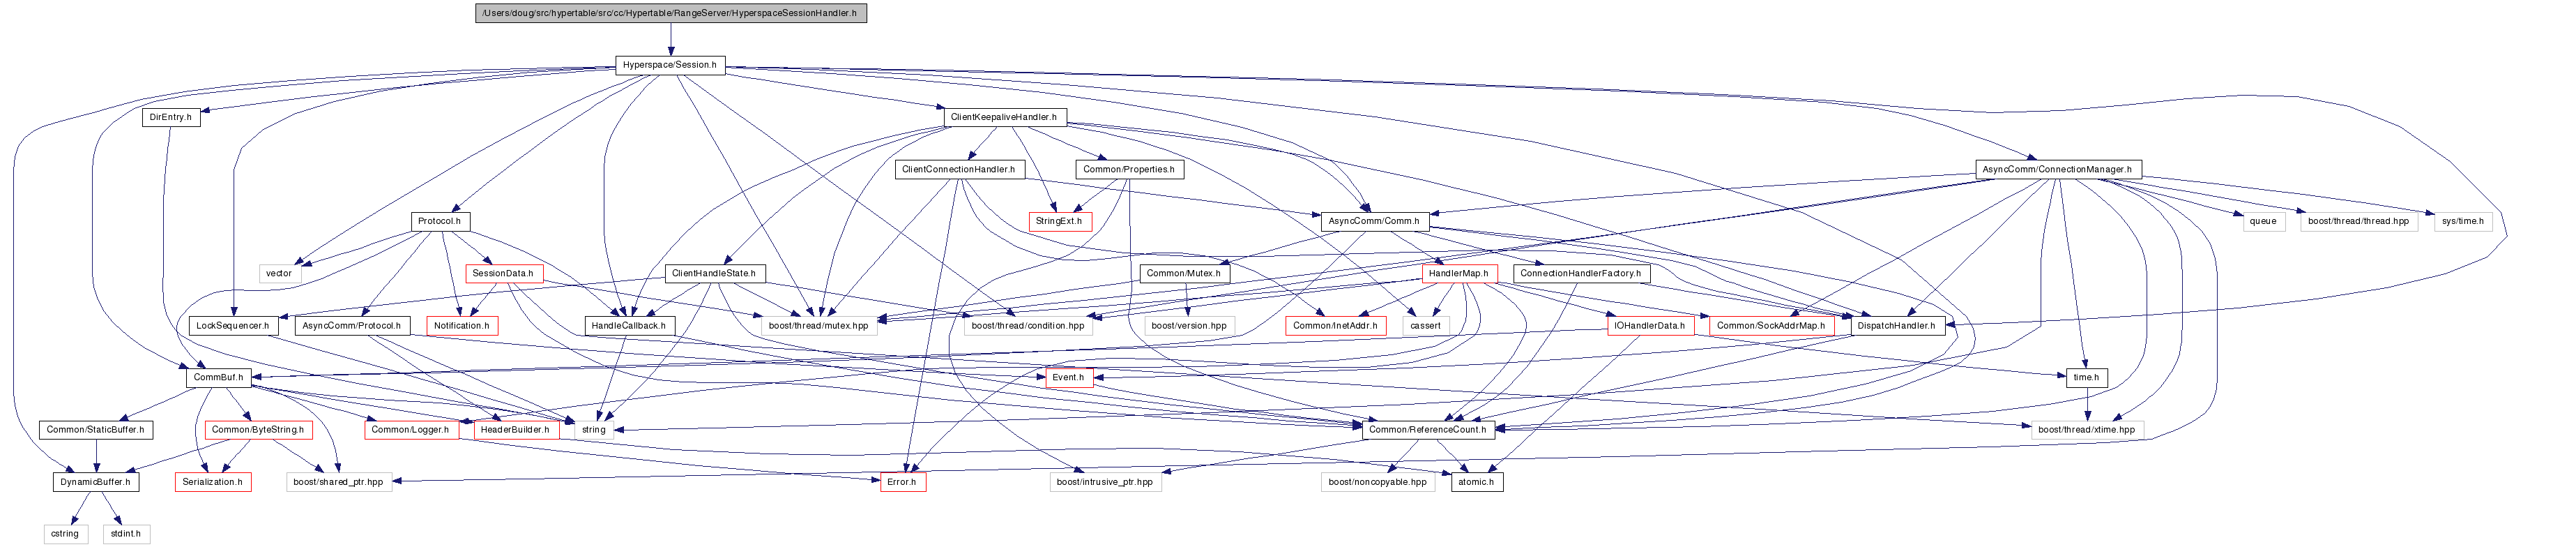 /Users/doug/src/hypertable/src/cc/Hypertable/RangeServer/HyperspaceSessionHandler.h
Hyperspace/Session.h
DirEntry.h
ClientKeepaliveHandler.h
ClientConnectionHandler.h
Common/Properties.h
AsyncComm/ConnectionManager.h
Protocol.h
StringExt.h
AsyncComm/Comm.h
queue
boost/thread/thread.hpp
sys/time.h
vector
SessionData.h
ClientHandleState.h
Common/Mutex.h
HandlerMap.h
ConnectionHandlerFactory.h
LockSequencer.h
AsyncComm/Protocol.h
Notification.h
HandleCallback.h
boost/thread/mutex.hpp
boost/thread/condition.hpp
boost/version.hpp
Common/InetAddr.h
cassert
IOHandlerData.h
Common/SockAddrMap.h
DispatchHandler.h
CommBuf.h
Event.h
time.h
Common/StaticBuffer.h
Common/ByteString.h
Common/Logger.h
HeaderBuilder.h
string
Common/ReferenceCount.h
boost/thread/xtime.hpp
DynamicBuffer.h
Serialization.h
boost/shared_ptr.hpp
Error.h
boost/intrusive_ptr.hpp
boost/noncopyable.hpp
atomic.h
cstring
stdint.h